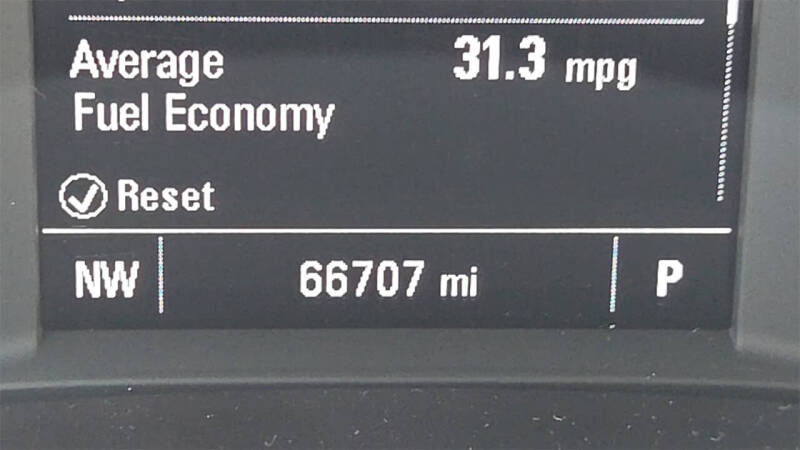 Average 31.3 mpg
Fuel Economy
Reset
NW 66707 mi P